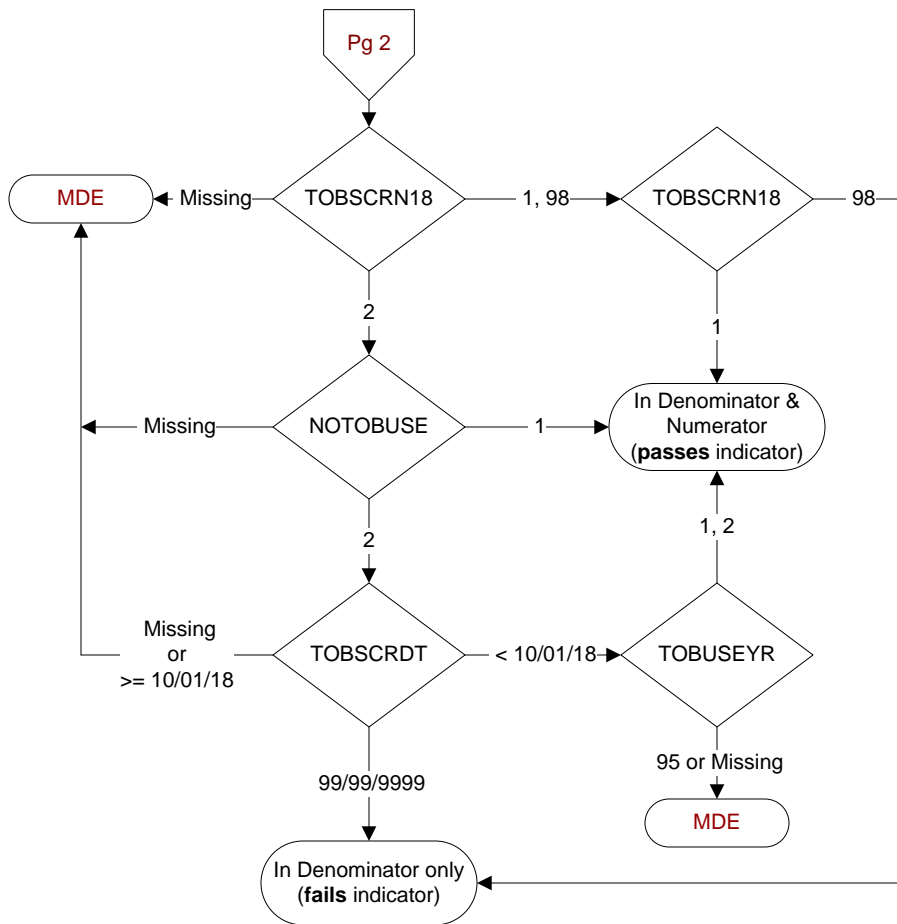 Pg 2
MDE
Missing
TOBSCRN18
1, 98
TOBSCRN18
98
2
1
Missing
NOTOBUSE
1
In Denominator &
Numerator
(passes indicator)
2
1, 2
Missing
or
>= 10/01/18
TOBSCRDT
< 10/01/18
TOBUSEYR
99/99/9999
95 or Missing
MDE
In Denominator only
(fails indicator)